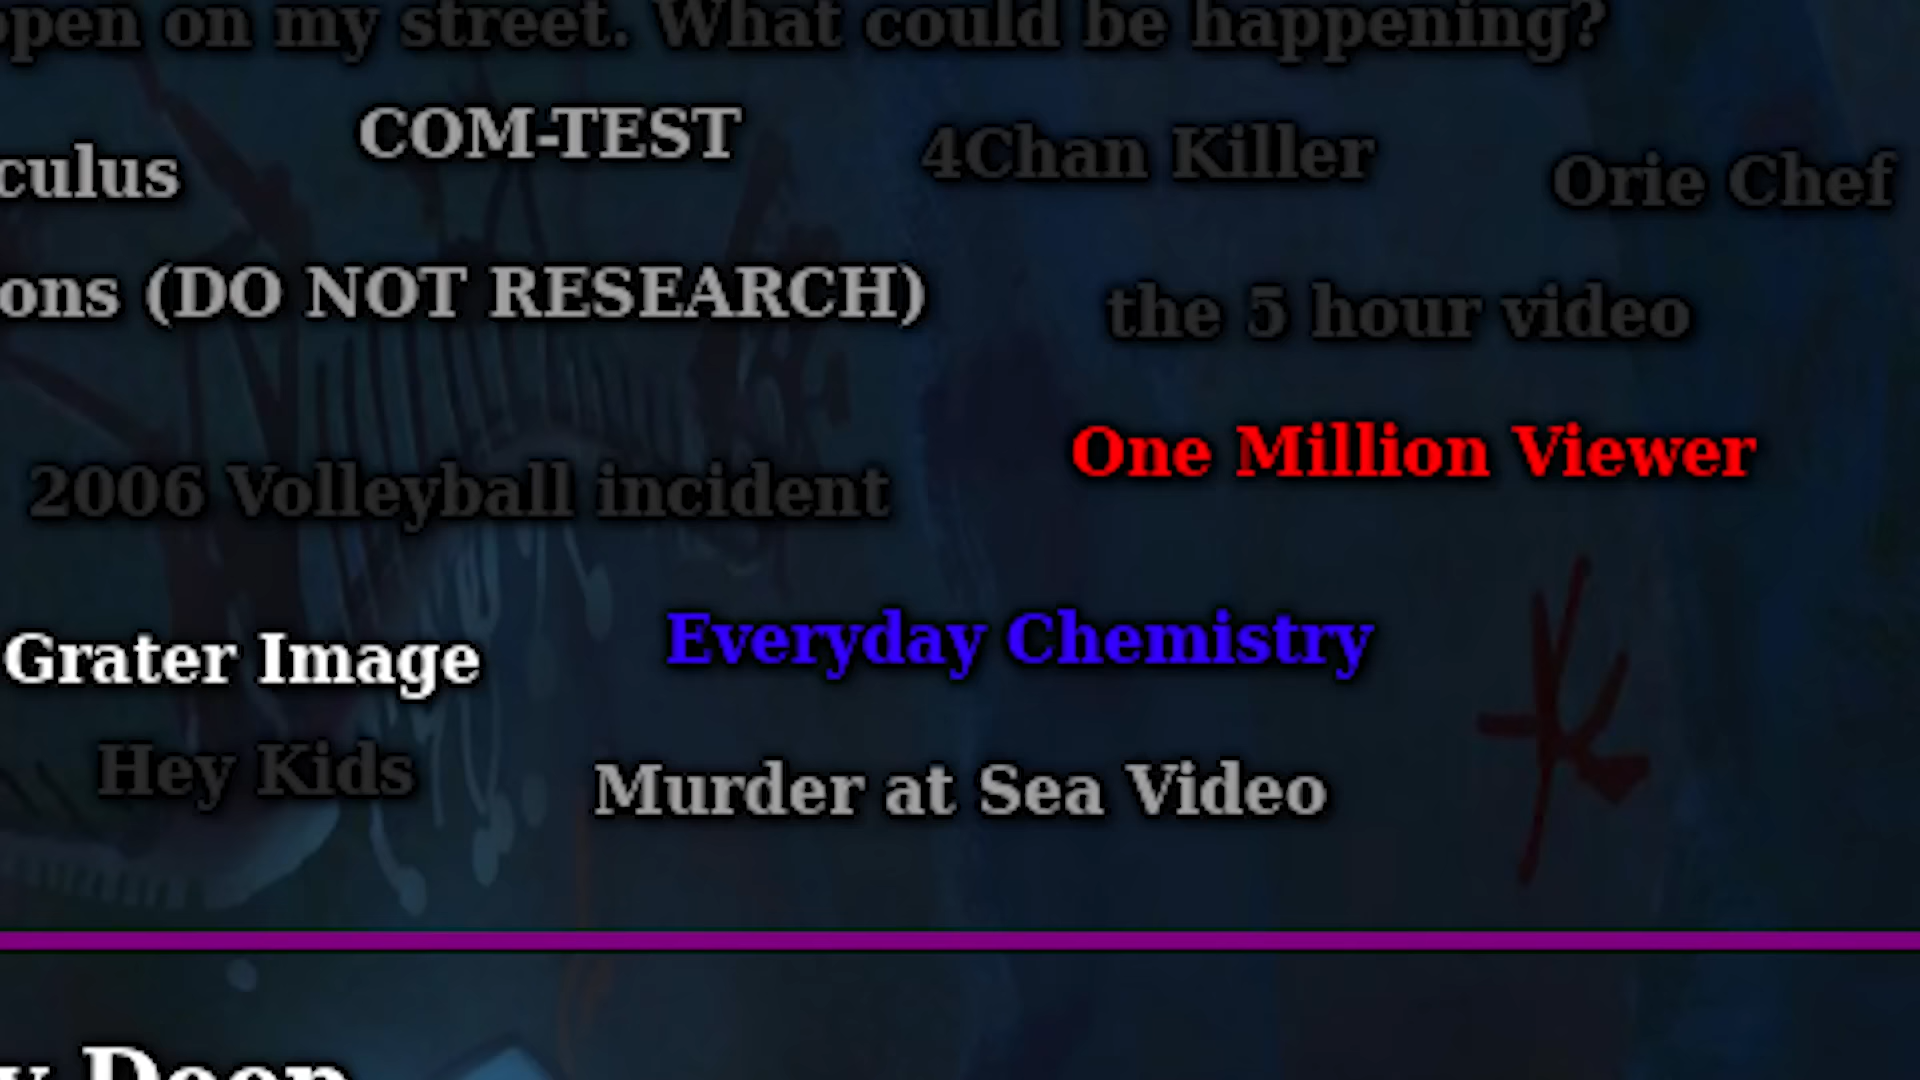 open on my street. What could be happening?
COM-TEST
4Chan Killer
culus
Orie Chef
ons (DO NOT RESEARCH)
the 5 hour video
One Million Viewer
2006 Volleyball incident
Everyday Chemistry
Grater Image
Hey Kids
Murder at Sea Video
y Deep